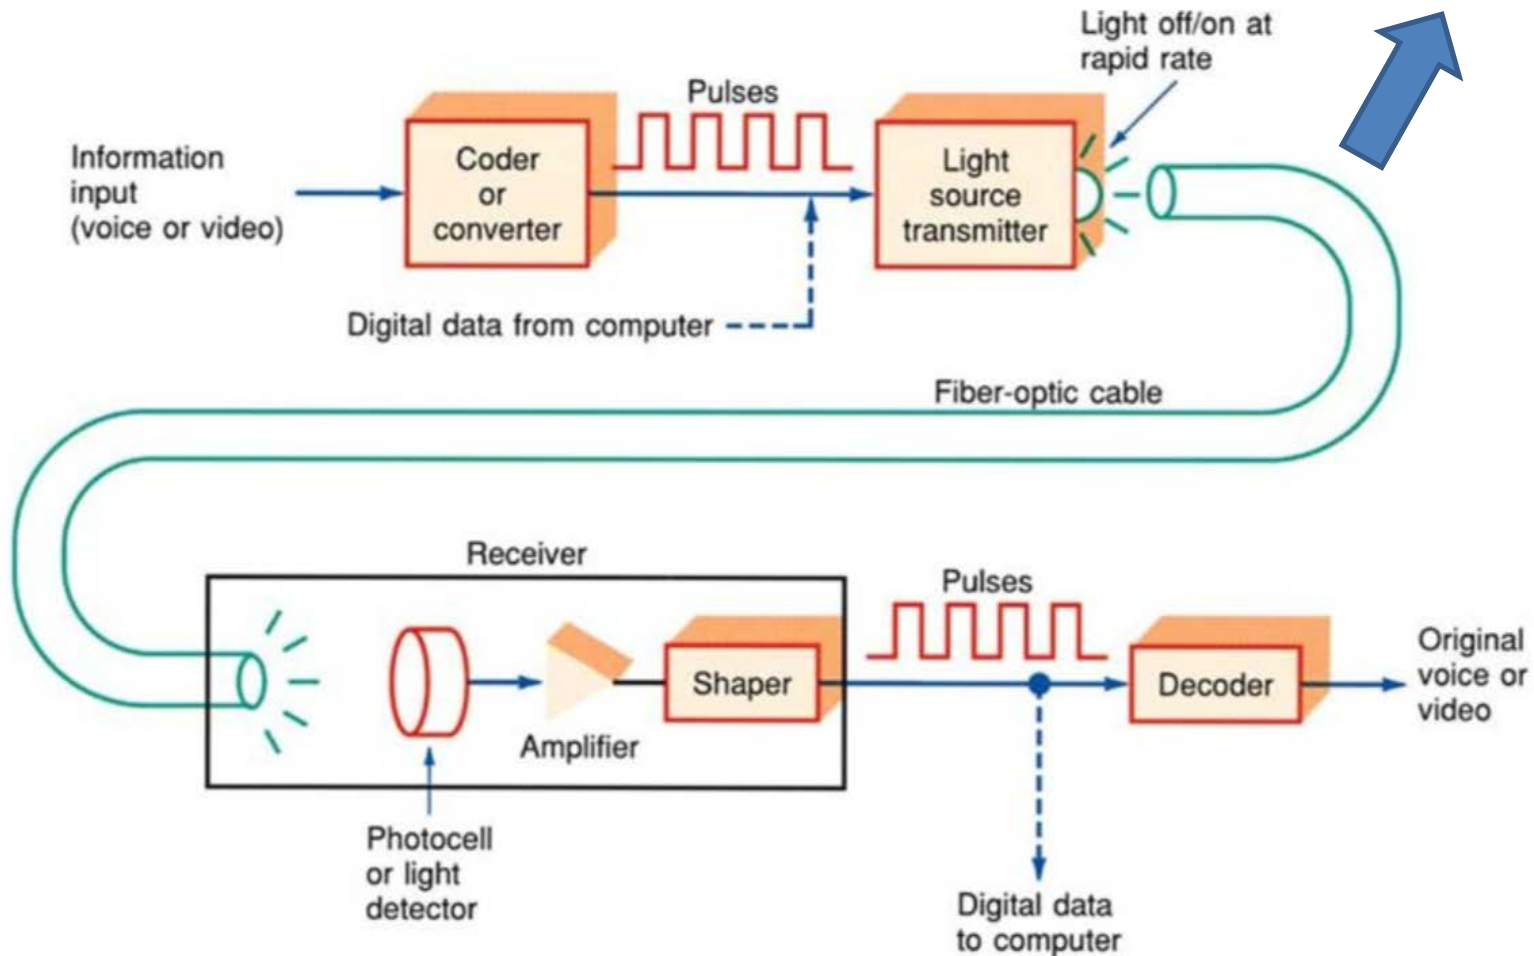 Light off/on at
rapid rate
Pulses
Information
input
(voice or video)
Coder
or
converter
Light
source
transmitter
Digital data from computer
Fiber-optic cable
Receiver
Pulses
Shaper
Decoder
Original
voice or
video
Amplifier
Photocell
or light
detector
Digital data
to computer